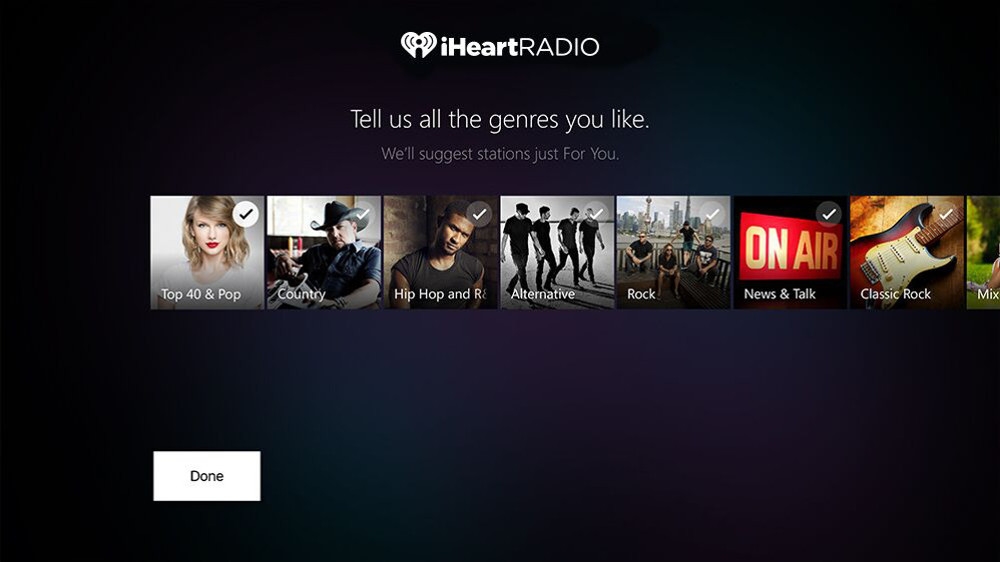 iHeartRADIO
Tell us all the genres you like.
We'll suggest stations just For You.
Top 40 & Pop
Country
Hip Hop and R&
Alternative
Rock
News & Talk
ON AIR
Classic Rock
Mix
Done